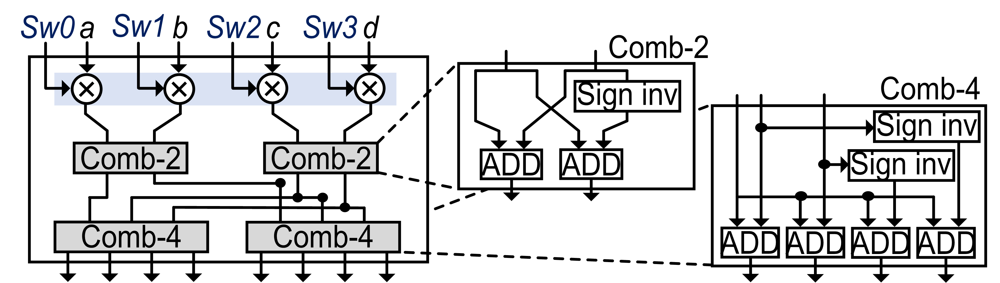 Sw0 a Sw1 b Sw2 c Sw3 d
Comb-2
Comb-4
Sign inv
Sign inv
Sign inv
Comb-2 Comb-2
ADD ADD
Comb-4 Comb-4
ADD ADD ADD ADD